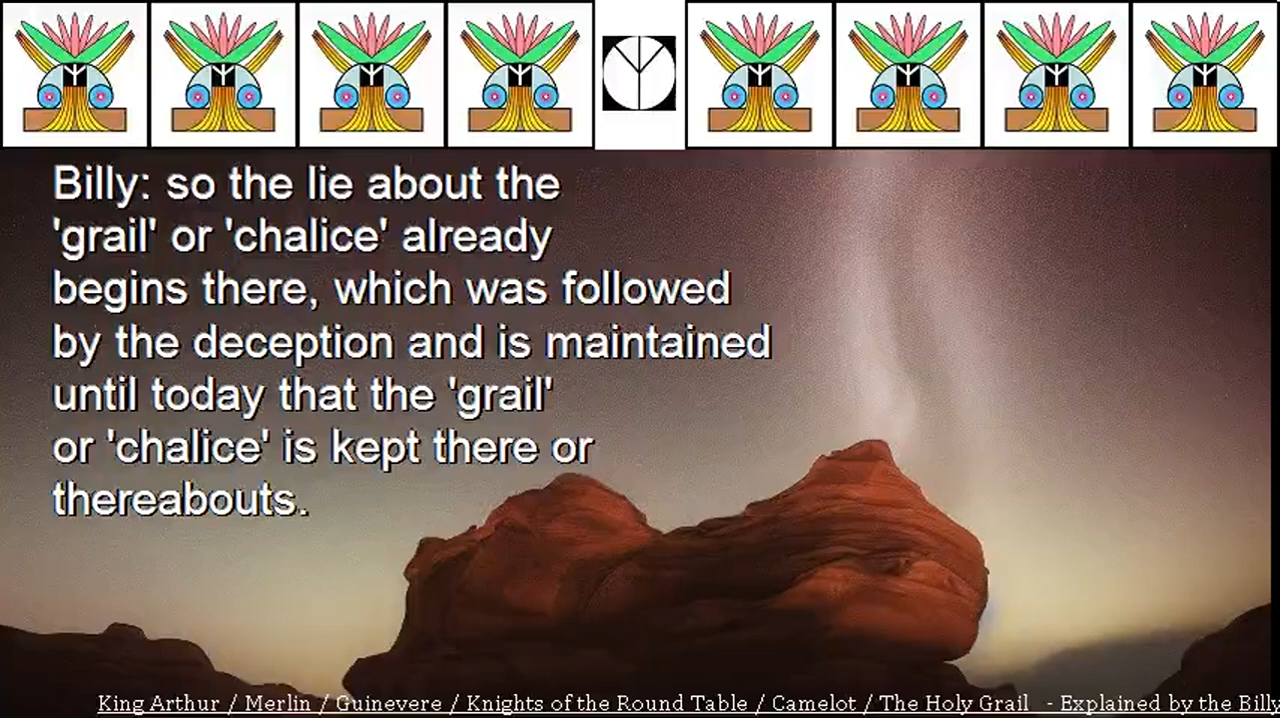 Billy: so the lie about the
'grail' or 'chalice' already
begins there, which was followed
by the deception and is maintained
until today that the 'grail'
or 'chalice' is kept there or
thereabouts.
King Arthur / Merlin / Guinevere / Knights of the Round Table / Camelot / The Holy Grail - Explained by the Billy